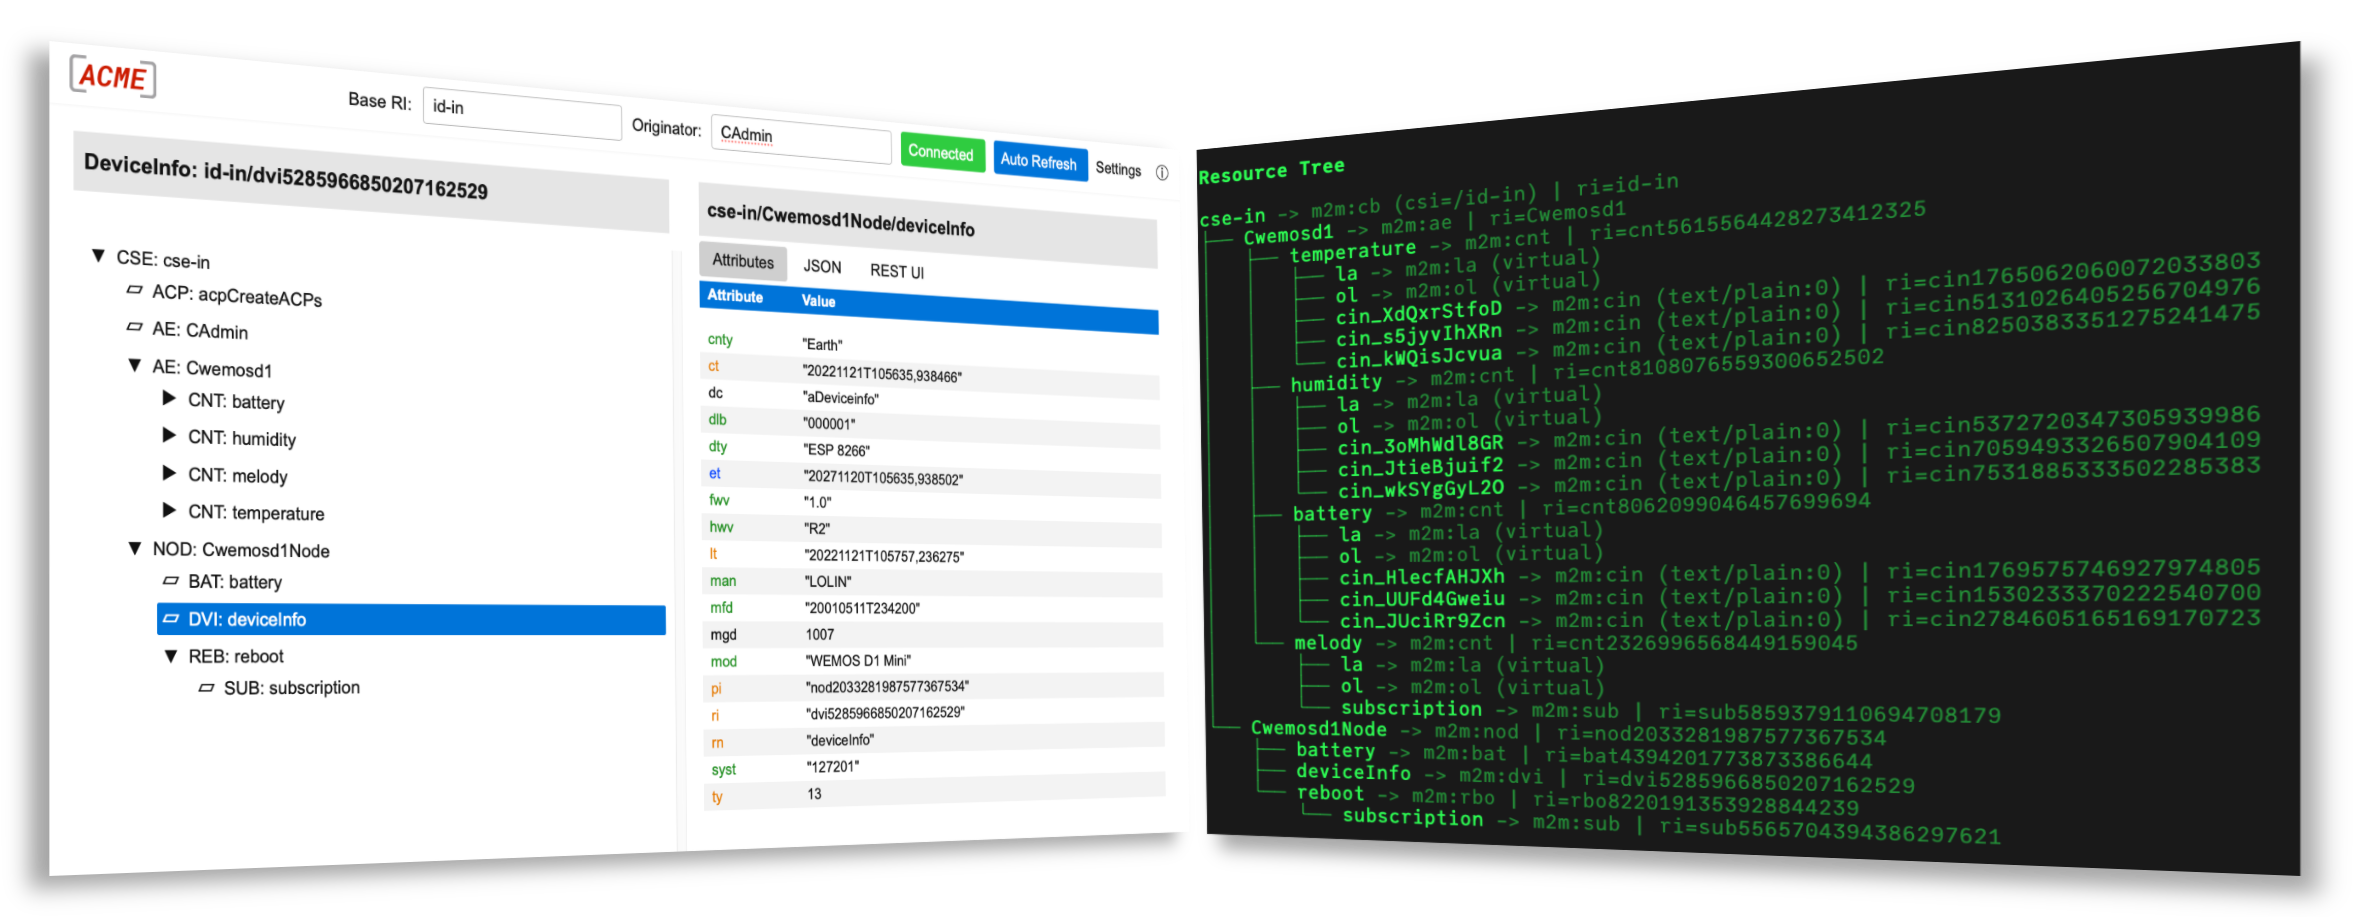 [ACME]
Base RI: id-in Originator: CAdmin Connected Auto Refresh Settings ⓘ
DeviceInfo: id-in/dvi5285966850207162529
▼ CSE: cse-in
ACP: acpCreateACPs
AE: CAdmin
▼ AE: Cwemosd1
▶ CNT: battery
▶ CNT: humidity
▶ CNT: melody
▶ CNT: temperature
▼ NOD: Cwemosd1Node
BAT: battery
DVI: deviceInfo
▼ REB: reboot
SUB: subscription
cse-in/Cwemosd1Node/deviceInfo
Attributes JSON REST UI
Attribute Value
cnty "Earth"
ct "20221121T105635,938466"
dc "aDeviceinfo"
dlb "000001"
dty "ESP 8266"
et "20271120T105635,938502"
fwv "1.0"
hwv "R2"
lt "20221121T105757,236275"
man "LOLIN"
mfd "20010511T234200"
mgd 1007
mod "WEMOS D1 Mini"
pi "nod2033281987577367534"
ri "dvi5285966850207162529"
rn "deviceInfo"
syst "127201"
ty 13
Resource Tree
cse-in -> m2m:cb (csi=/id-in) | ri=id-in
├── Cwemosd1 -> m2m:ae | ri=Cwemosd1
│   ├── temperature -> m2m:cnt | ri=cnt5615564428273412325
│   │   ├── la -> m2m:la (virtual)
│   │   ├── ol -> m2m:ol (virtual)
│   │   ├── cin_XdQxrStfoD -> m2m:cin (text/plain:0) | ri=cin1765062060072033803
│   │   ├── cin_s5jyvIhXRn -> m2m:cin (text/plain:0) | ri=cin5131026405256704976
│   │   └── cin_kWQisJcvua -> m2m:cin (text/plain:0) | ri=cin8250383351275241475
│   ├── humidity -> m2m:cnt | ri=cnt8108076559300652502
│   │   ├── la -> m2m:la (virtual)
│   │   ├── ol -> m2m:ol (virtual)
│   │   ├── cin_3oMhWdl8GR -> m2m:cin (text/plain:0) | ri=cin5372720347305939986
│   │   ├── cin_JtieBjuif2 -> m2m:cin (text/plain:0) | ri=cin7059493326507904109
│   │   └── cin_wkSYgGyL2O -> m2m:cin (text/plain:0) | ri=cin7531885333502285383
│   ├── battery -> m2m:cnt | ri=cnt8062099046457699694
│   │   ├── la -> m2m:la (virtual)
│   │   ├── ol -> m2m:ol (virtual)
│   │   ├── cin_HlecfAHJXh -> m2m:cin (text/plain:0) | ri=cin1769575746927974805
│   │   ├── cin_UUFd4Gweiu -> m2m:cin (text/plain:0) | ri=cin1530233370222540700
│   │   └── cin_JUciRr9Zcn -> m2m:cin (text/plain:0) | ri=cin2784605165169170723
│   └── melody -> m2m:cnt | ri=cnt2326996568449159045
│       ├── la -> m2m:la (virtual)
│       ├── ol -> m2m:ol (virtual)
│       └── subscription -> m2m:sub | ri=sub5859379110694708179
└── Cwemosd1Node -> m2m:nod | ri=nod2033281987577367534
    ├── battery -> m2m:bat | ri=bat4394201773873386644
    ├── deviceInfo -> m2m:dvi | ri=dvi5285966850207162529
    └── reboot -> m2m:rbo | ri=rbo8220191353928844239
        └── subscription -> m2m:sub | ri=sub5565704394386297621